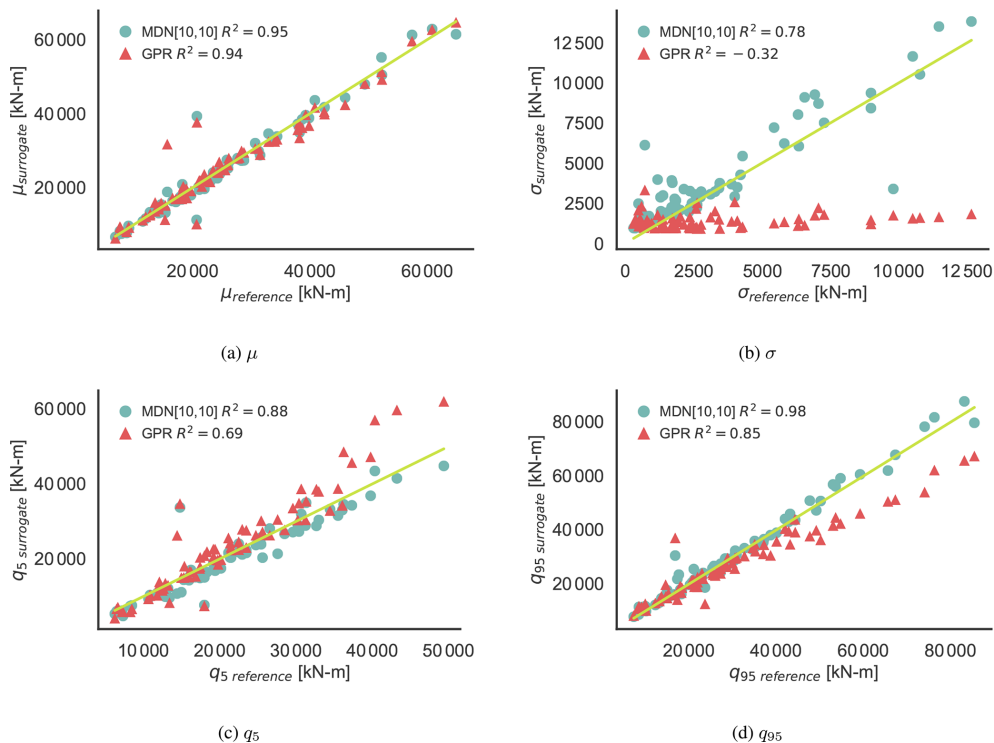 MDN[10,10] R² = 0.95
GPR R² = 0.94
60 000
40 000
20 000
μsurrogate [kN-m]
20 000 40 000 60 000
μreference [kN-m]
(a) μ
MDN[10,10] R² = 0.78
GPR R² = −0.32
12 500
10 000
7500
5000
2500
0
σsurrogate [kN-m]
0 2500 5000 7500 10 000 12 500
σreference [kN-m]
(b) σ
MDN[10,10] R² = 0.88
GPR R² = 0.69
60 000
40 000
20 000
q5 surrogate [kN-m]
10 000 20 000 30 000 40 000 50 000
q5 reference [kN-m]
(c) q5
MDN[10,10] R² = 0.98
GPR R² = 0.85
80 000
60 000
40 000
20 000
q95 surrogate [kN-m]
20 000 40 000 60 000 80 000
q95 reference [kN-m]
(d) q95